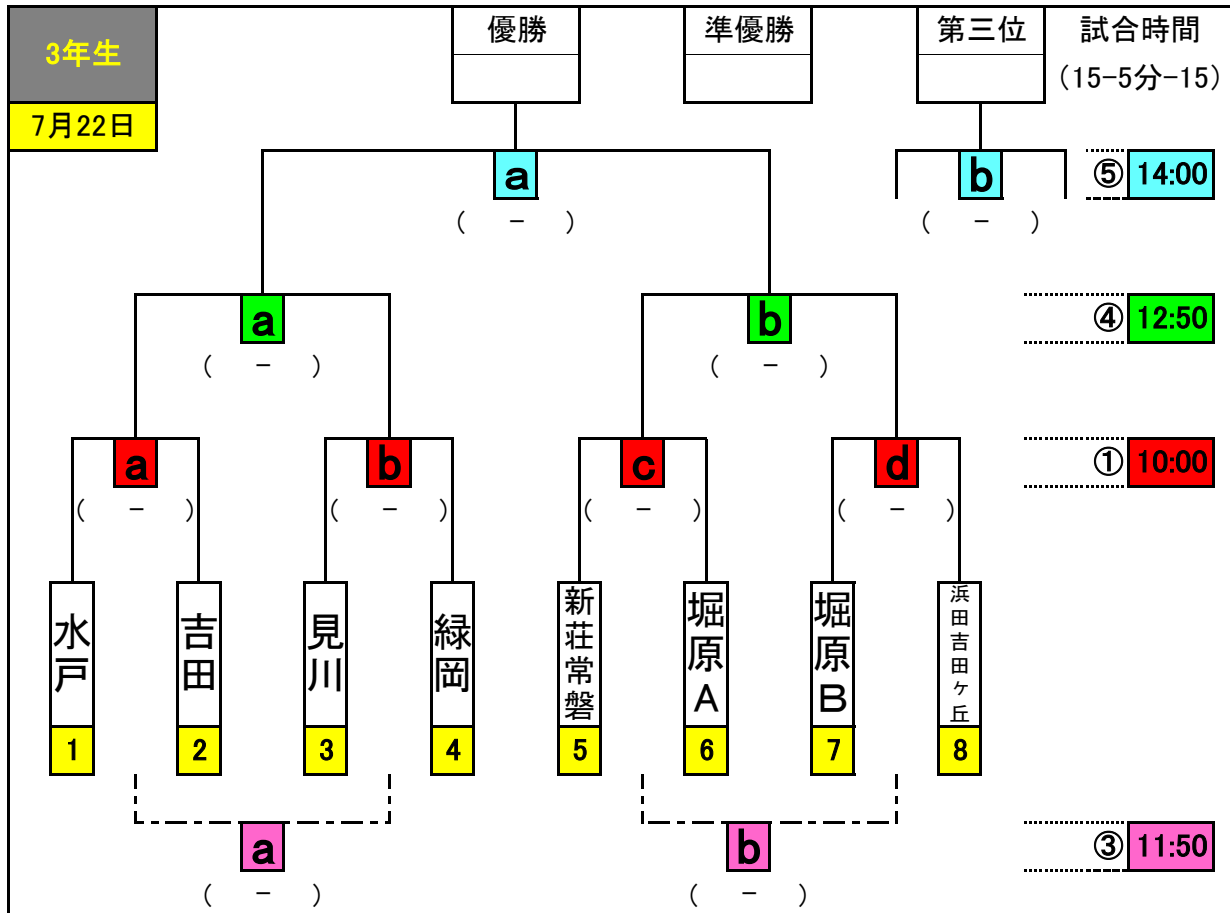 3年生
7月22日
優勝
準優勝
第三位
試合時間
(15-5分-15)
a
b
⑤ 14:00
( - )
( - )
a
b
④ 12:50
( - )
( - )
a
b
c
d
① 10:00
( - )
( - )
( - )
( - )
水戸
吉田
見川
緑岡
新荘常磐
堀原A
堀原B
浜田吉田ヶ丘
1
2
3
4
5
6
7
8
a
b
③ 11:50
( - )
( - )